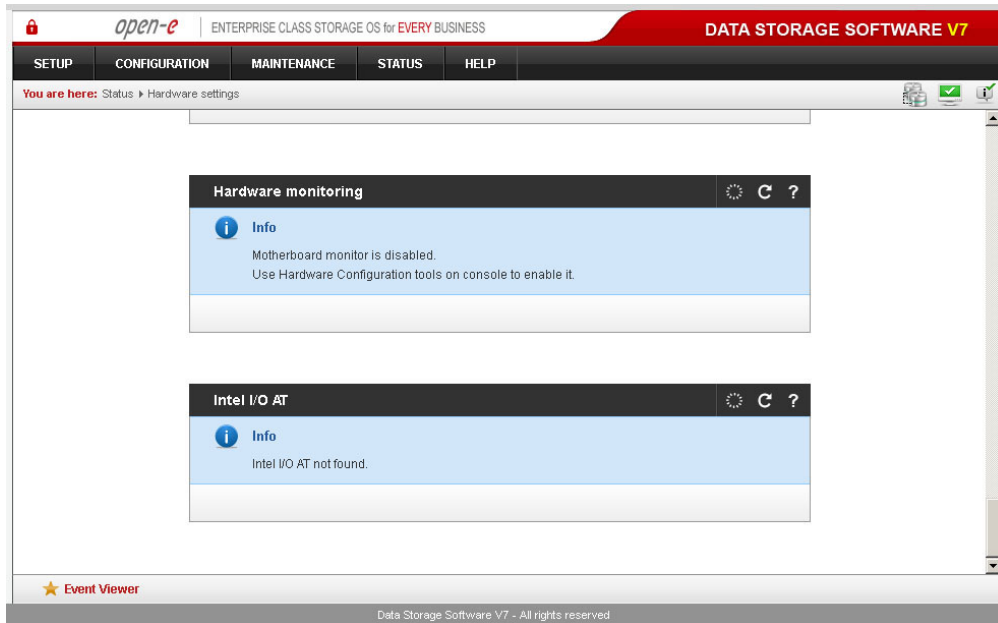 open-e ENTERPRISE CLASS STORAGE OS for EVERY BUSINESS DATA STORAGE SOFTWARE V7
SETUP CONFIGURATION MAINTENANCE STATUS HELP
You are here: Status Hardware settings
Hardware monitoring ?
Info
Motherboard monitor is disabled.
Use Hardware Configuration tools on console to enable it.
Intel I/O AT ?
Info
Intel I/O AT not found.
Event Viewer
Data Storage Software V7 - All rights reserved